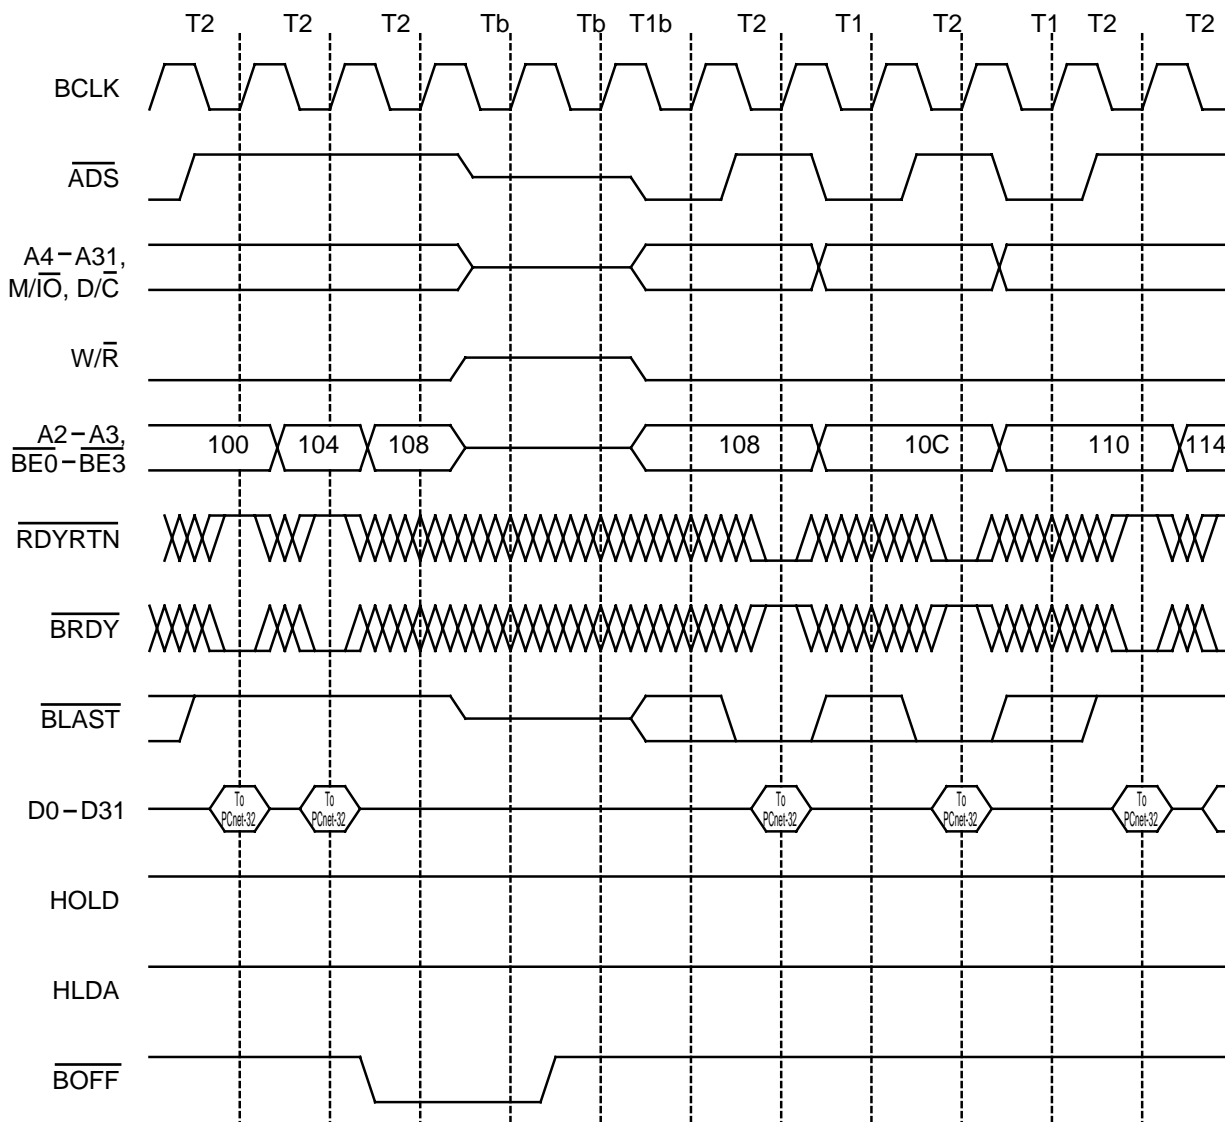 T2 T2 T2 Tb Tb T1b T2 T1 T2 T1 T2 T2
BCLK
ADS
A4–A31,
M/IO, D/C
W/R
A2–A3,
BE0–BE3
100 104 108 108 10C 110 114
RDYRTN
BRDY
BLAST
D0–D31
To
PCnet-32
To
PCnet-32
To
PCnet-32
To
PCnet-32
To
PCnet-32
HOLD
HLDA
BOFF